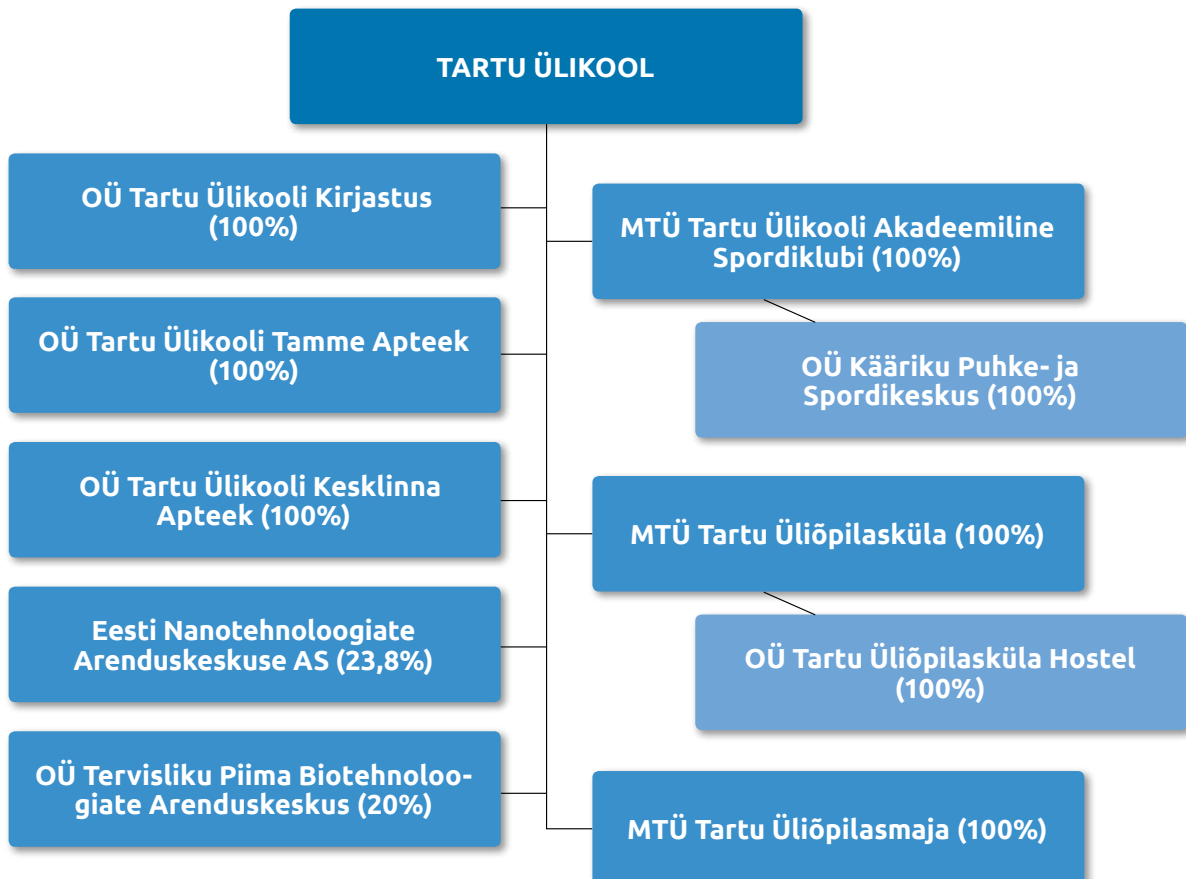 TARTU ÜLIKOOL
OÜ Tartu Ülikooli Kirjastus
(100%)
OÜ Tartu Ülikooli Tamme Apteek
(100%)
OÜ Tartu Ülikooli Kesklinna
Apteek (100%)
Eesti Nanotehnoloogiate
Arenduskeskuse AS (23,8%)
OÜ Tervisliku Piima Biotehnoloo-
giate Arenduskeskus (20%)
MTÜ Tartu Ülikooli Akadeemiline
Spordiklubi (100%)
OÜ Kääriku Puhke- ja
Spordikeskus (100%)
MTÜ Tartu Üliõpilasküla (100%)
OÜ Tartu Üliõpilasküla Hostel
(100%)
MTÜ Tartu Üliõpilasmaja (100%)